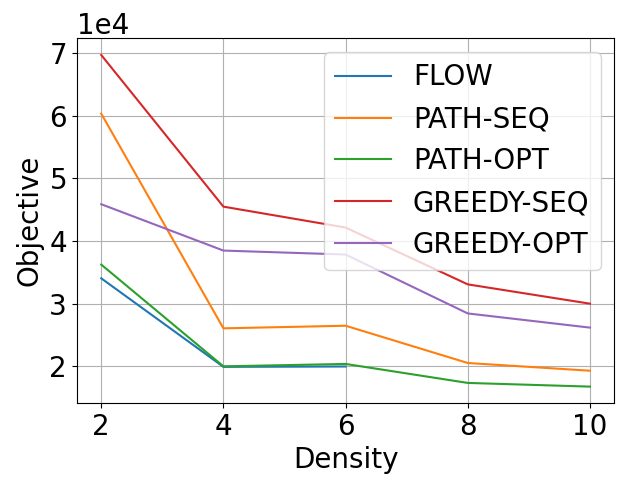 1e4
7
6
5
4
3
2
Objective
2 4 6 8 10
Density
FLOW
PATH-SEQ
PATH-OPT
GREEDY-SEQ
GREEDY-OPT